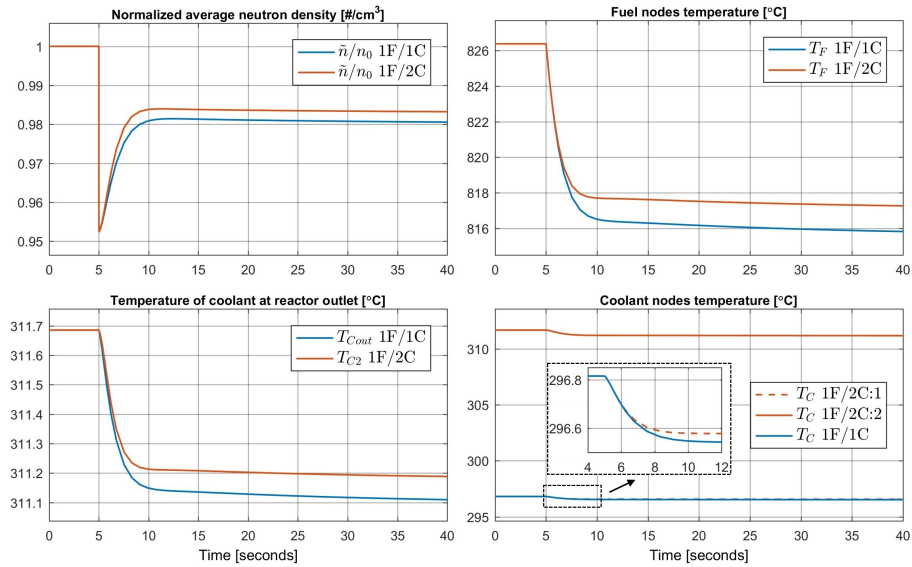 Normalized average neutron density [#/cm³]
1
0.99
0.98
0.97
0.96
0.95
ñ/n₀ 1F/1C
ñ/n₀ 1F/2C
0 5 10 15 20 25 30 35 40
Fuel nodes temperature [°C]
826
824
822
820
818
816
T_F 1F/1C
T_F 1F/2C
0 5 10 15 20 25 30 35 40
Temperature of coolant at reactor outlet [°C]
311.7
311.6
311.5
311.4
311.3
311.2
311.1
T_Cout 1F/1C
T_C2 1F/2C
0 5 10 15 20 25 30 35 40
Time [seconds]
Coolant nodes temperature [°C]
310
305
300
295
296.8
296.6
4 6 8 10 12
T_C 1F/2C:1
T_C 1F/2C:2
T_C 1F/1C
0 5 10 15 20 25 30 35 40
Time [seconds]